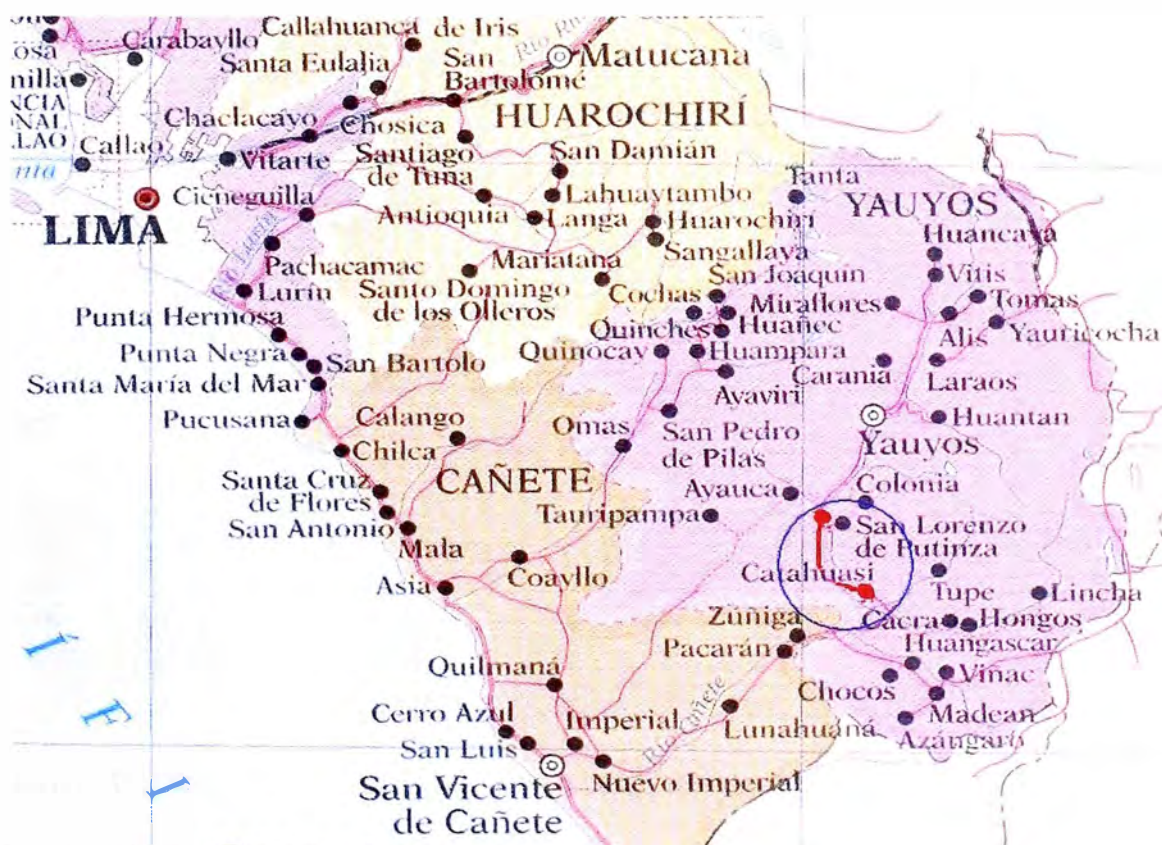 Callahuanca
de Iris
Carabayllo
San
Bartolomé
Matucana
Santa Eulalia
HUAROCHIRÍ
Chaclacayo
Chosica
Callao
Vitarte
Santiago
de Tuna
San Damián
Cieneguilla
Lahuaytambo
Tanta
LIMA
Antioquia
Langa
Huarochirí
YAUYOS
Sangallaya
Huancaya
Pachacamac
Mariatana
San Joaquín
Vitis
Lurín
Santo Domingo
de los Olleros
Cochas
Miraflores
Tomas
Punta Hermosa
Quinches
Huañec
Alis
Yauricocha
Punta Negra
San Bartolo
Quinocay
Huampara
Carania
Laraos
Santa María del Mar
Ayaviri
Pucusana
Calango
Omas
San Pedro
de Pilas
Huantan
Chilca
Yauyos
Santa Cruz
de Flores
CAÑETE
Ayauca
Colonia
San Antonio
Tauripampa
San Lorenzo
de Putinza
Mala
Coayllo
Catahuasi
Asia
Tupe
Lincha
Zúñiga
Cacra
Hongos
Pacarán
Huangascar
Quilmaná
Viñac
Chocos
Río Cañete
Cerro Azul
Imperial
Lunahuáná
Madean
Azángaro
San Luis
San Vicente
de Cañete
Nuevo Imperial